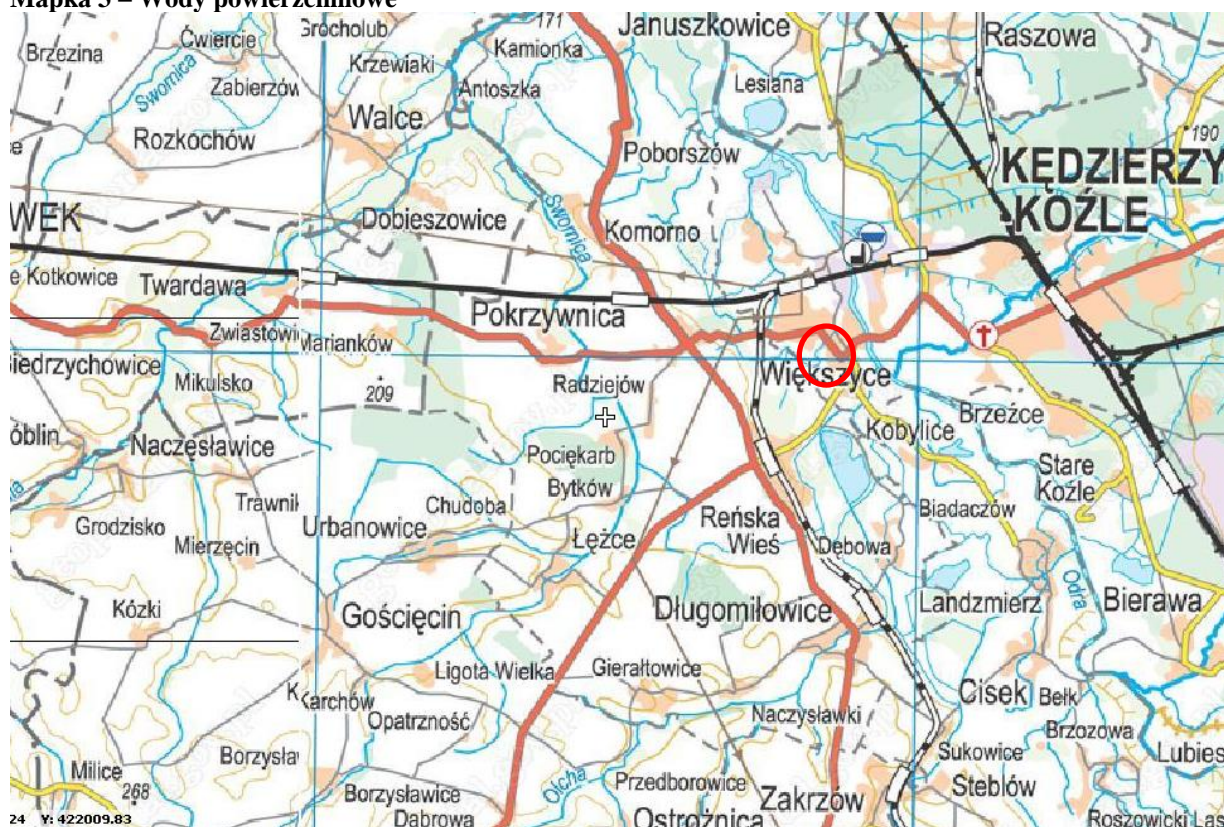 Mapka 3 – Wody powierzchniowe
171
Januszkowice
Grocholub
Ćwiercie
Brzezina
Kamionka
Raszowa
Krzewiaki
Swornica
Zabierzów
Antoszka
Lesiana
Walce
Rozkochów
190
Poborszów
KĘDZIERZY
KOŹLE
WEK
Dobieszowice
Swornica
Komorno
e Kotkowice
Twardawa
Pokrzywnica
Zwiastowi
Marianków
iedrzychowice
Mikulsko
209
Radziejów
Większyce
Brzeźce
óblin
Naczęsławice
Kobylice
Pociękarb
Stare
Koźle
Bytków
Trawnik
Chudoba
Biadaczów
Grodzisko
Urbanowice
Reńska
Wieś
Mierzęcin
Łężce
Dębowa
Odra
Kózki
Gościęcin
Długomiłowice
Landzmierz
Bierawa
Ligota Wielka
Gierałtowice
K
Karchów
Cisek
Bełk
Opatrzność
Naczysławki
Brzozowa
Borzysła
Sukowice
Lubies
Milice
268
Borzysławice
Olcha
Przedborowice
Zakrzów
Steblów
24 Y: 422009.83
Dąbrowa
Ostrożnica
Roszowicki Las